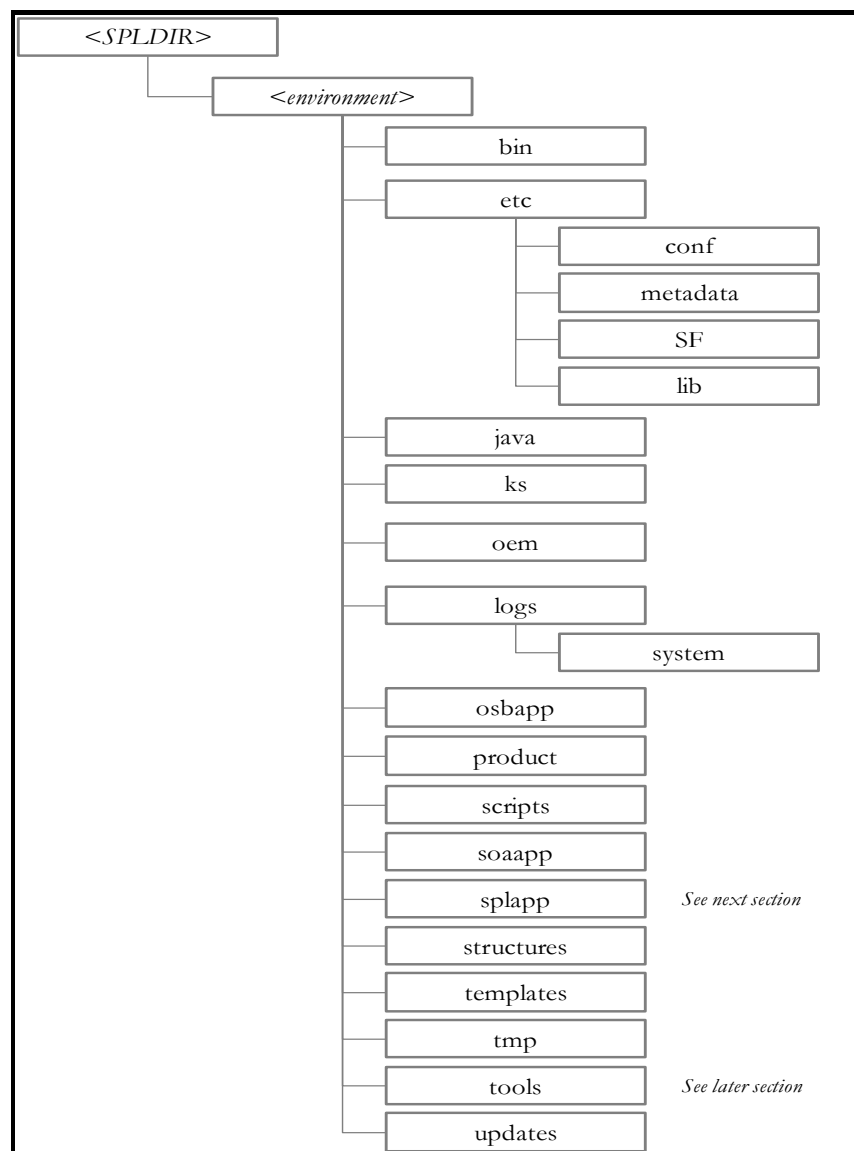 <SPLDIR>
<environment>
bin
etc
conf
metadata
SF
lib
java
ks
oem
logs
system
osbapp
product
scripts
soaapp
splapp See next section
structures
templates
tmp
tools See later section
updates